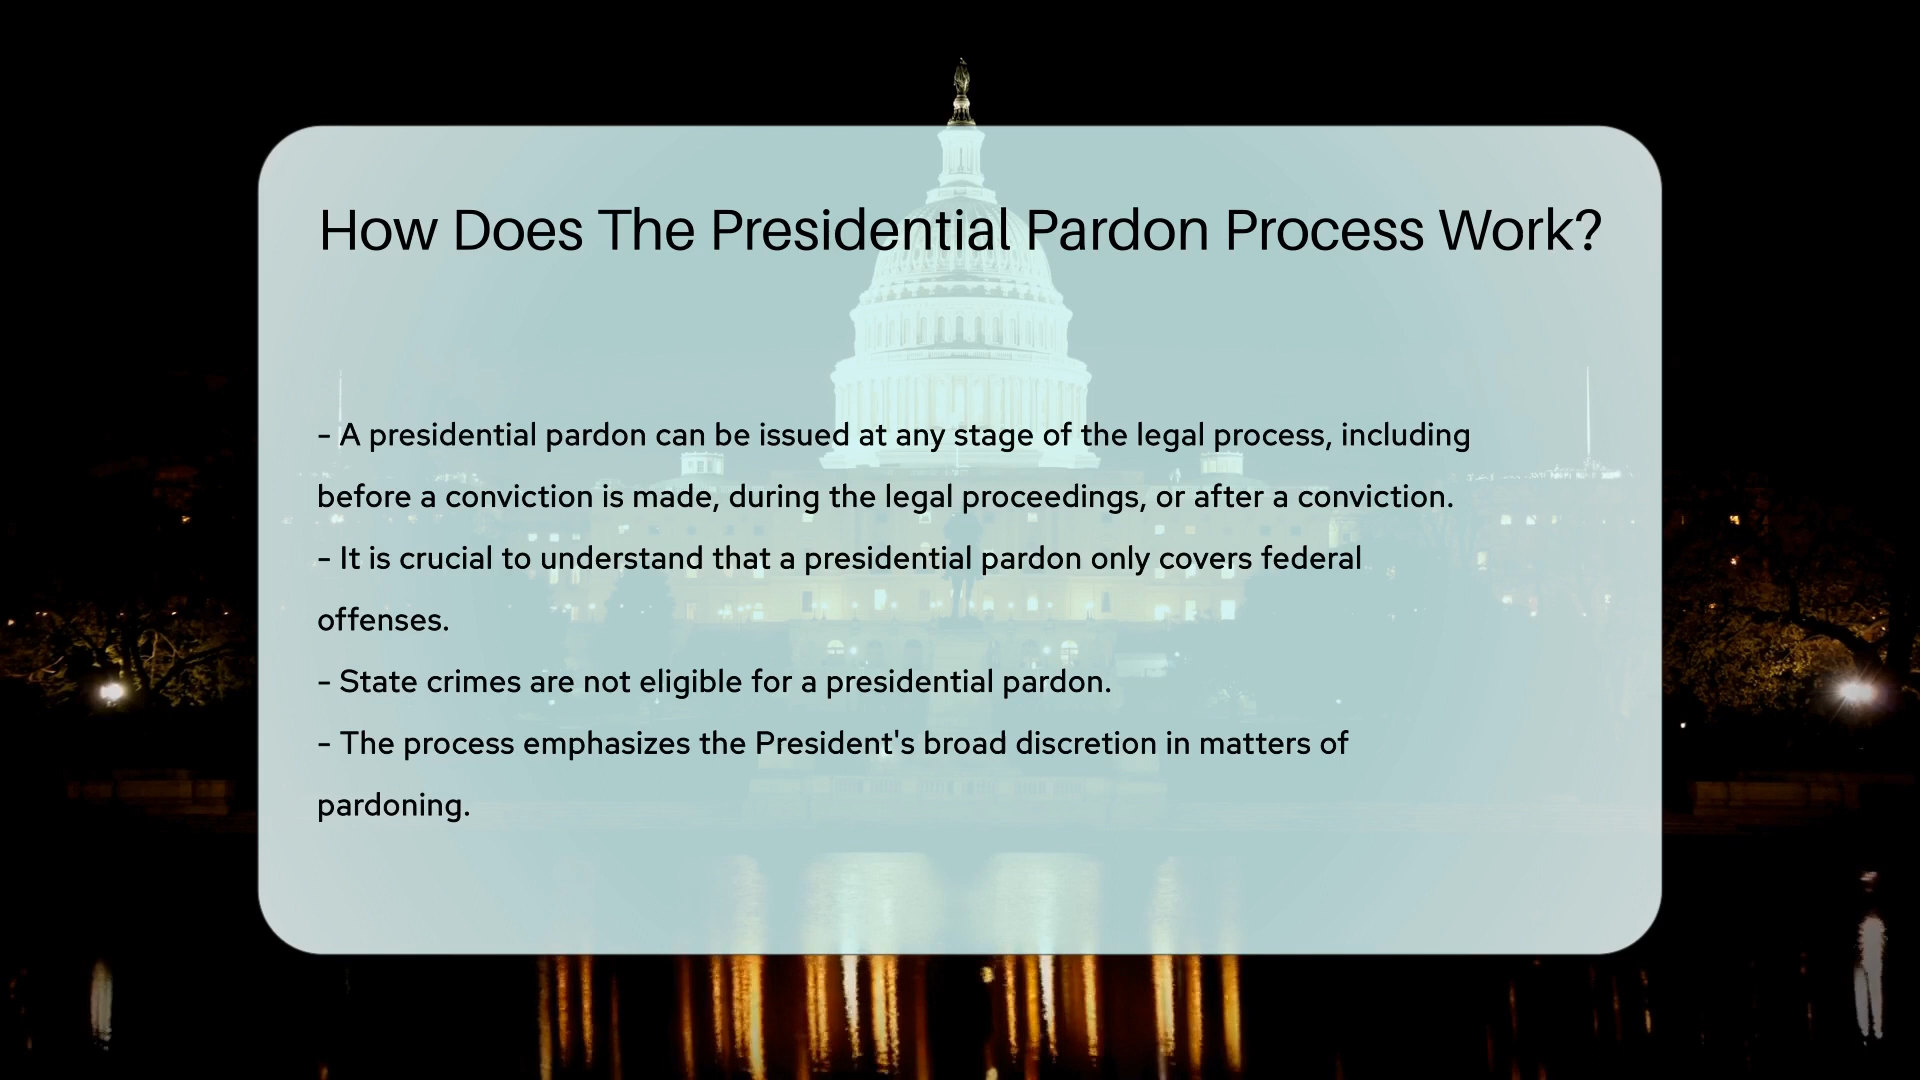 How Does The Presidential Pardon Process Work?
- A presidential pardon can be issued at any stage of the legal process, including
before a conviction is made, during the legal proceedings, or after a conviction.
- It is crucial to understand that a presidential pardon only covers federal
offenses.
- State crimes are not eligible for a presidential pardon.
- The process emphasizes the President's broad discretion in matters of
pardoning.